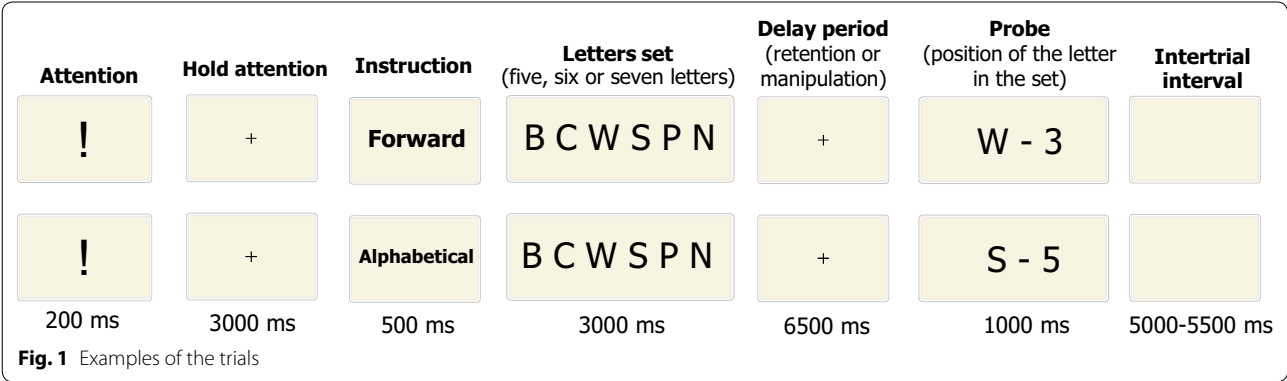 Attention
Hold attention
Instruction
Letters set
(five, six or seven letters)
Delay period
(retention or
manipulation)
Probe
(position of the letter
in the set)
Intertrial
interval
!
+
Forward
B C W S P N
+
W - 3
!
+
Alphabetical
B C W S P N
+
S - 5
200 ms
3000 ms
500 ms
3000 ms
6500 ms
1000 ms
5000-5500 ms
Fig. 1 Examples of the trials